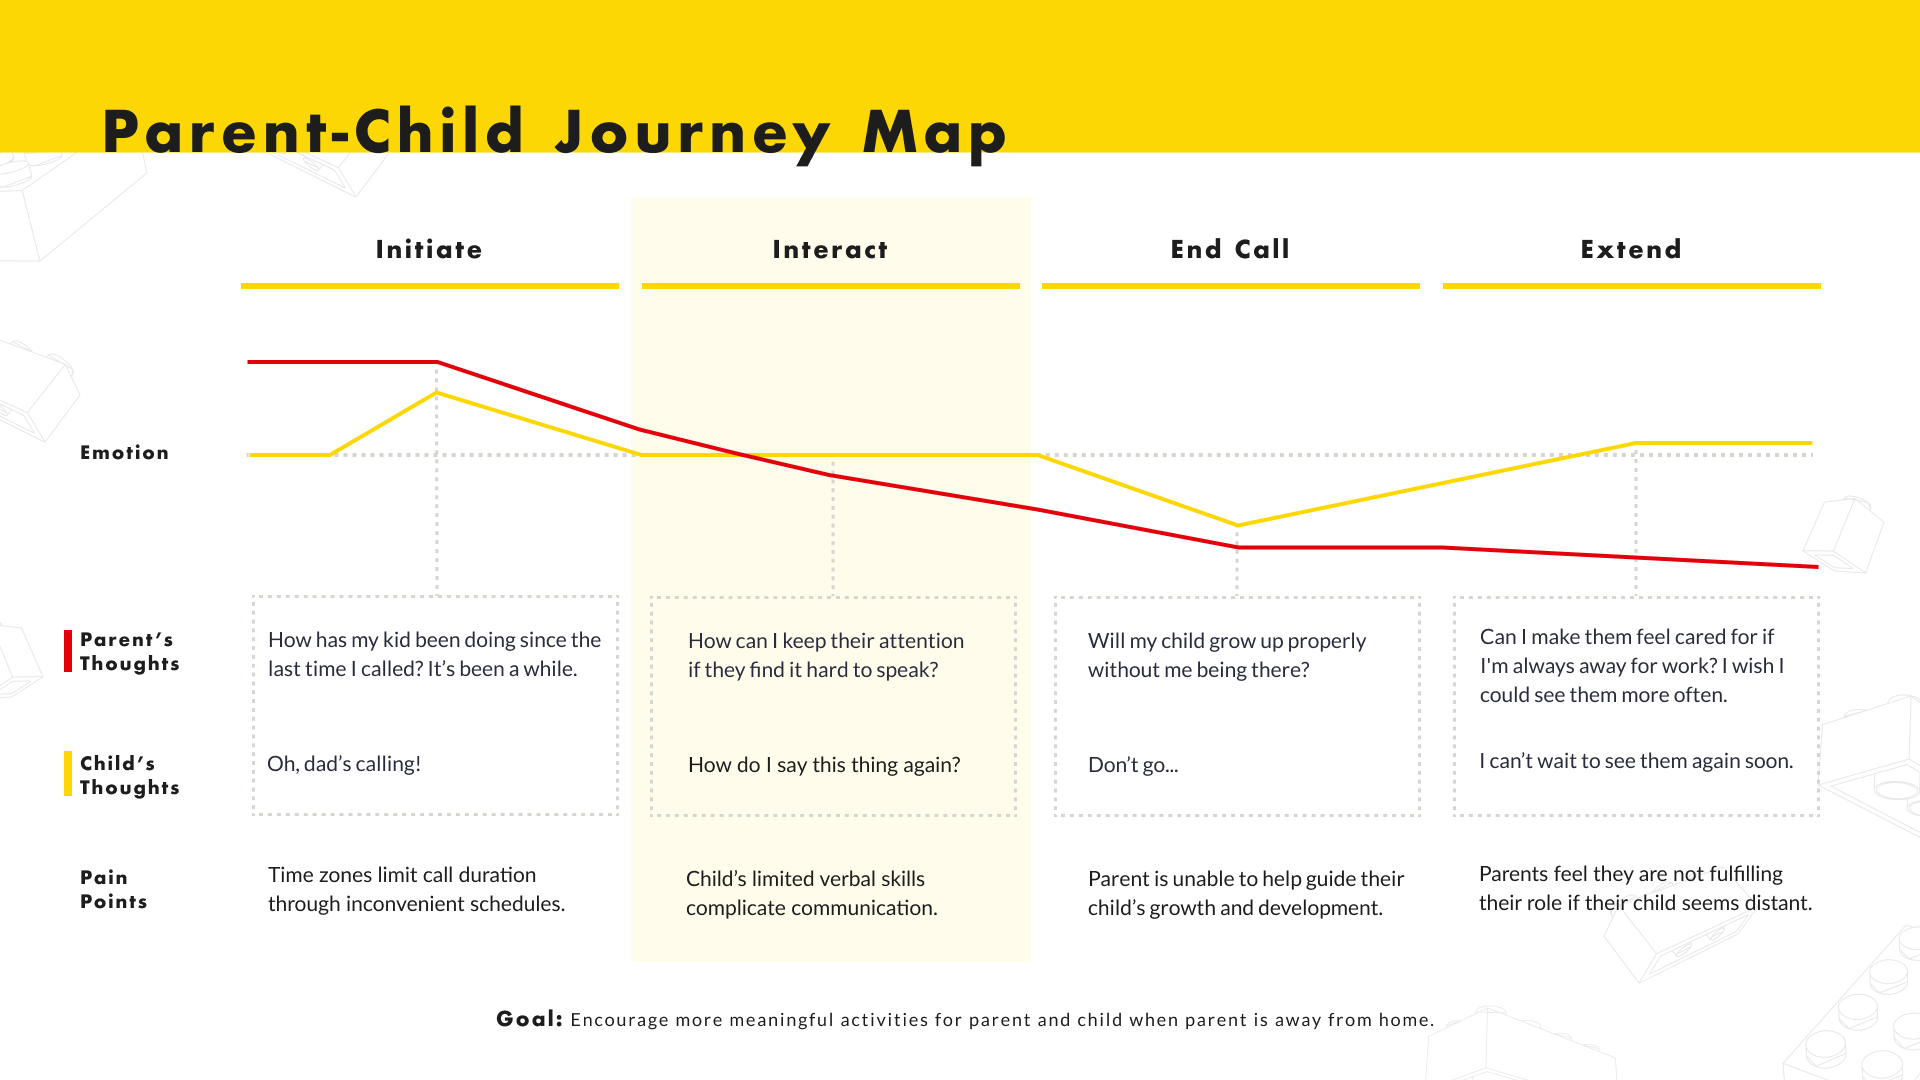 Parent-Child Journey Map
Initiate
Interact
End Call
Extend
Emotion
Parent’s
Thoughts
How has my kid been doing since the
last time I called? It’s been a while.
How can I keep their attention
if they find it hard to speak?
Will my child grow up properly
without me being there?
Can I make them feel cared for if
I'm always away for work? I wish I
could see them more often.
Child’s
Thoughts
Oh, dad’s calling!
How do I say this thing again?
Don’t go...
I can’t wait to see them again soon.
Pain
Points
Time zones limit call duration
through inconvenient schedules.
Child’s limited verbal skills
complicate communication.
Parent is unable to help guide their
child’s growth and development.
Parents feel they are not fulfilling
their role if their child seems distant.
Goal: Encourage more meaningful activities for parent and child when parent is away from home.